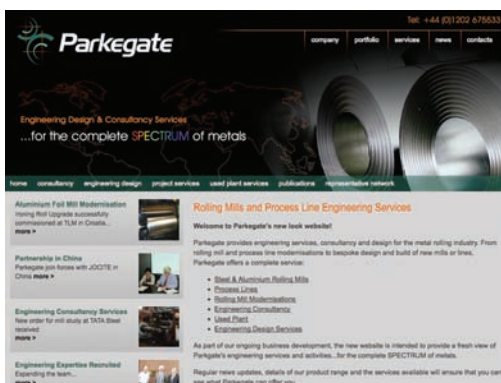 Tel: +44 (0)1202 675533
Parkegate
company portfolio services news contacts
Engineering Design & Consultancy Services
...for the complete SPECTRUM of metals
home consultancy engineering design project services used plant services publications representative network
Aluminium Foil Mill Modernisation
Irving Roll Upgrade successfully
commissioned at TLM in Croatia...
more >
Partnership in China
Parkegate join forces with JOCITE in
China more >
Engineering Consultancy Services
New order for mill study at TATA Steel
received
more >
Engineering Expertise Recruited
Expanding the team...
Rolling Mills and Process Line Engineering Services
Welcome to Parkegate's new look website!
Parkegate provides engineering services, consultancy and design for the metal rolling industry. From
rolling mill and process line modernisations to bespoke design and build of new mills or lines.
Parkegate offers a complete service:
• Steel & Aluminium Rolling Mills
• Process Lines
• Rolling Mill Modernisations
• Engineering Consultancy
• Used Plant
• Engineering Design Services
As part of our ongoing business development, the new website is intended to provide a fresh view of
Parkegate's engineering services and activities...for the complete SPECTRUM of metals.
Regular news updates, details of our product range and the services available will ensure that you can
see what Parkegate can offer you